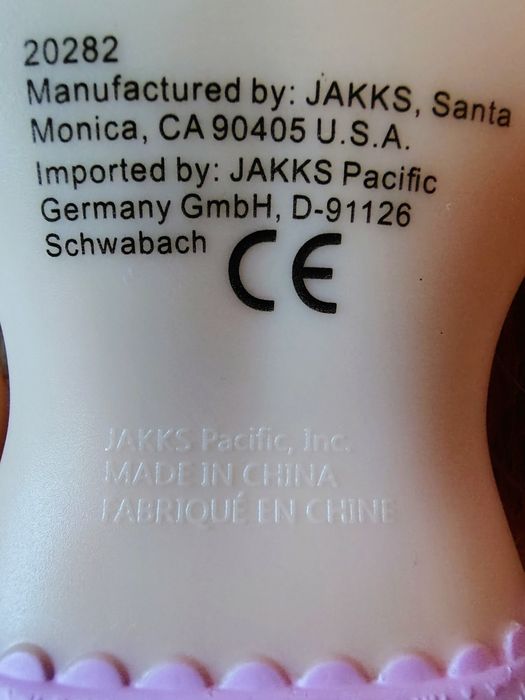 20282
Manufactured by: JAKKS, Santa
Monica, CA 90405 U.S.A.
Imported by: JAKKS Pacific
Germany GmbH, D-91126
Schwabach CE
JAKKS Pacific, Inc.
MADE IN CHINA
FABRIQUÉ EN CHINE